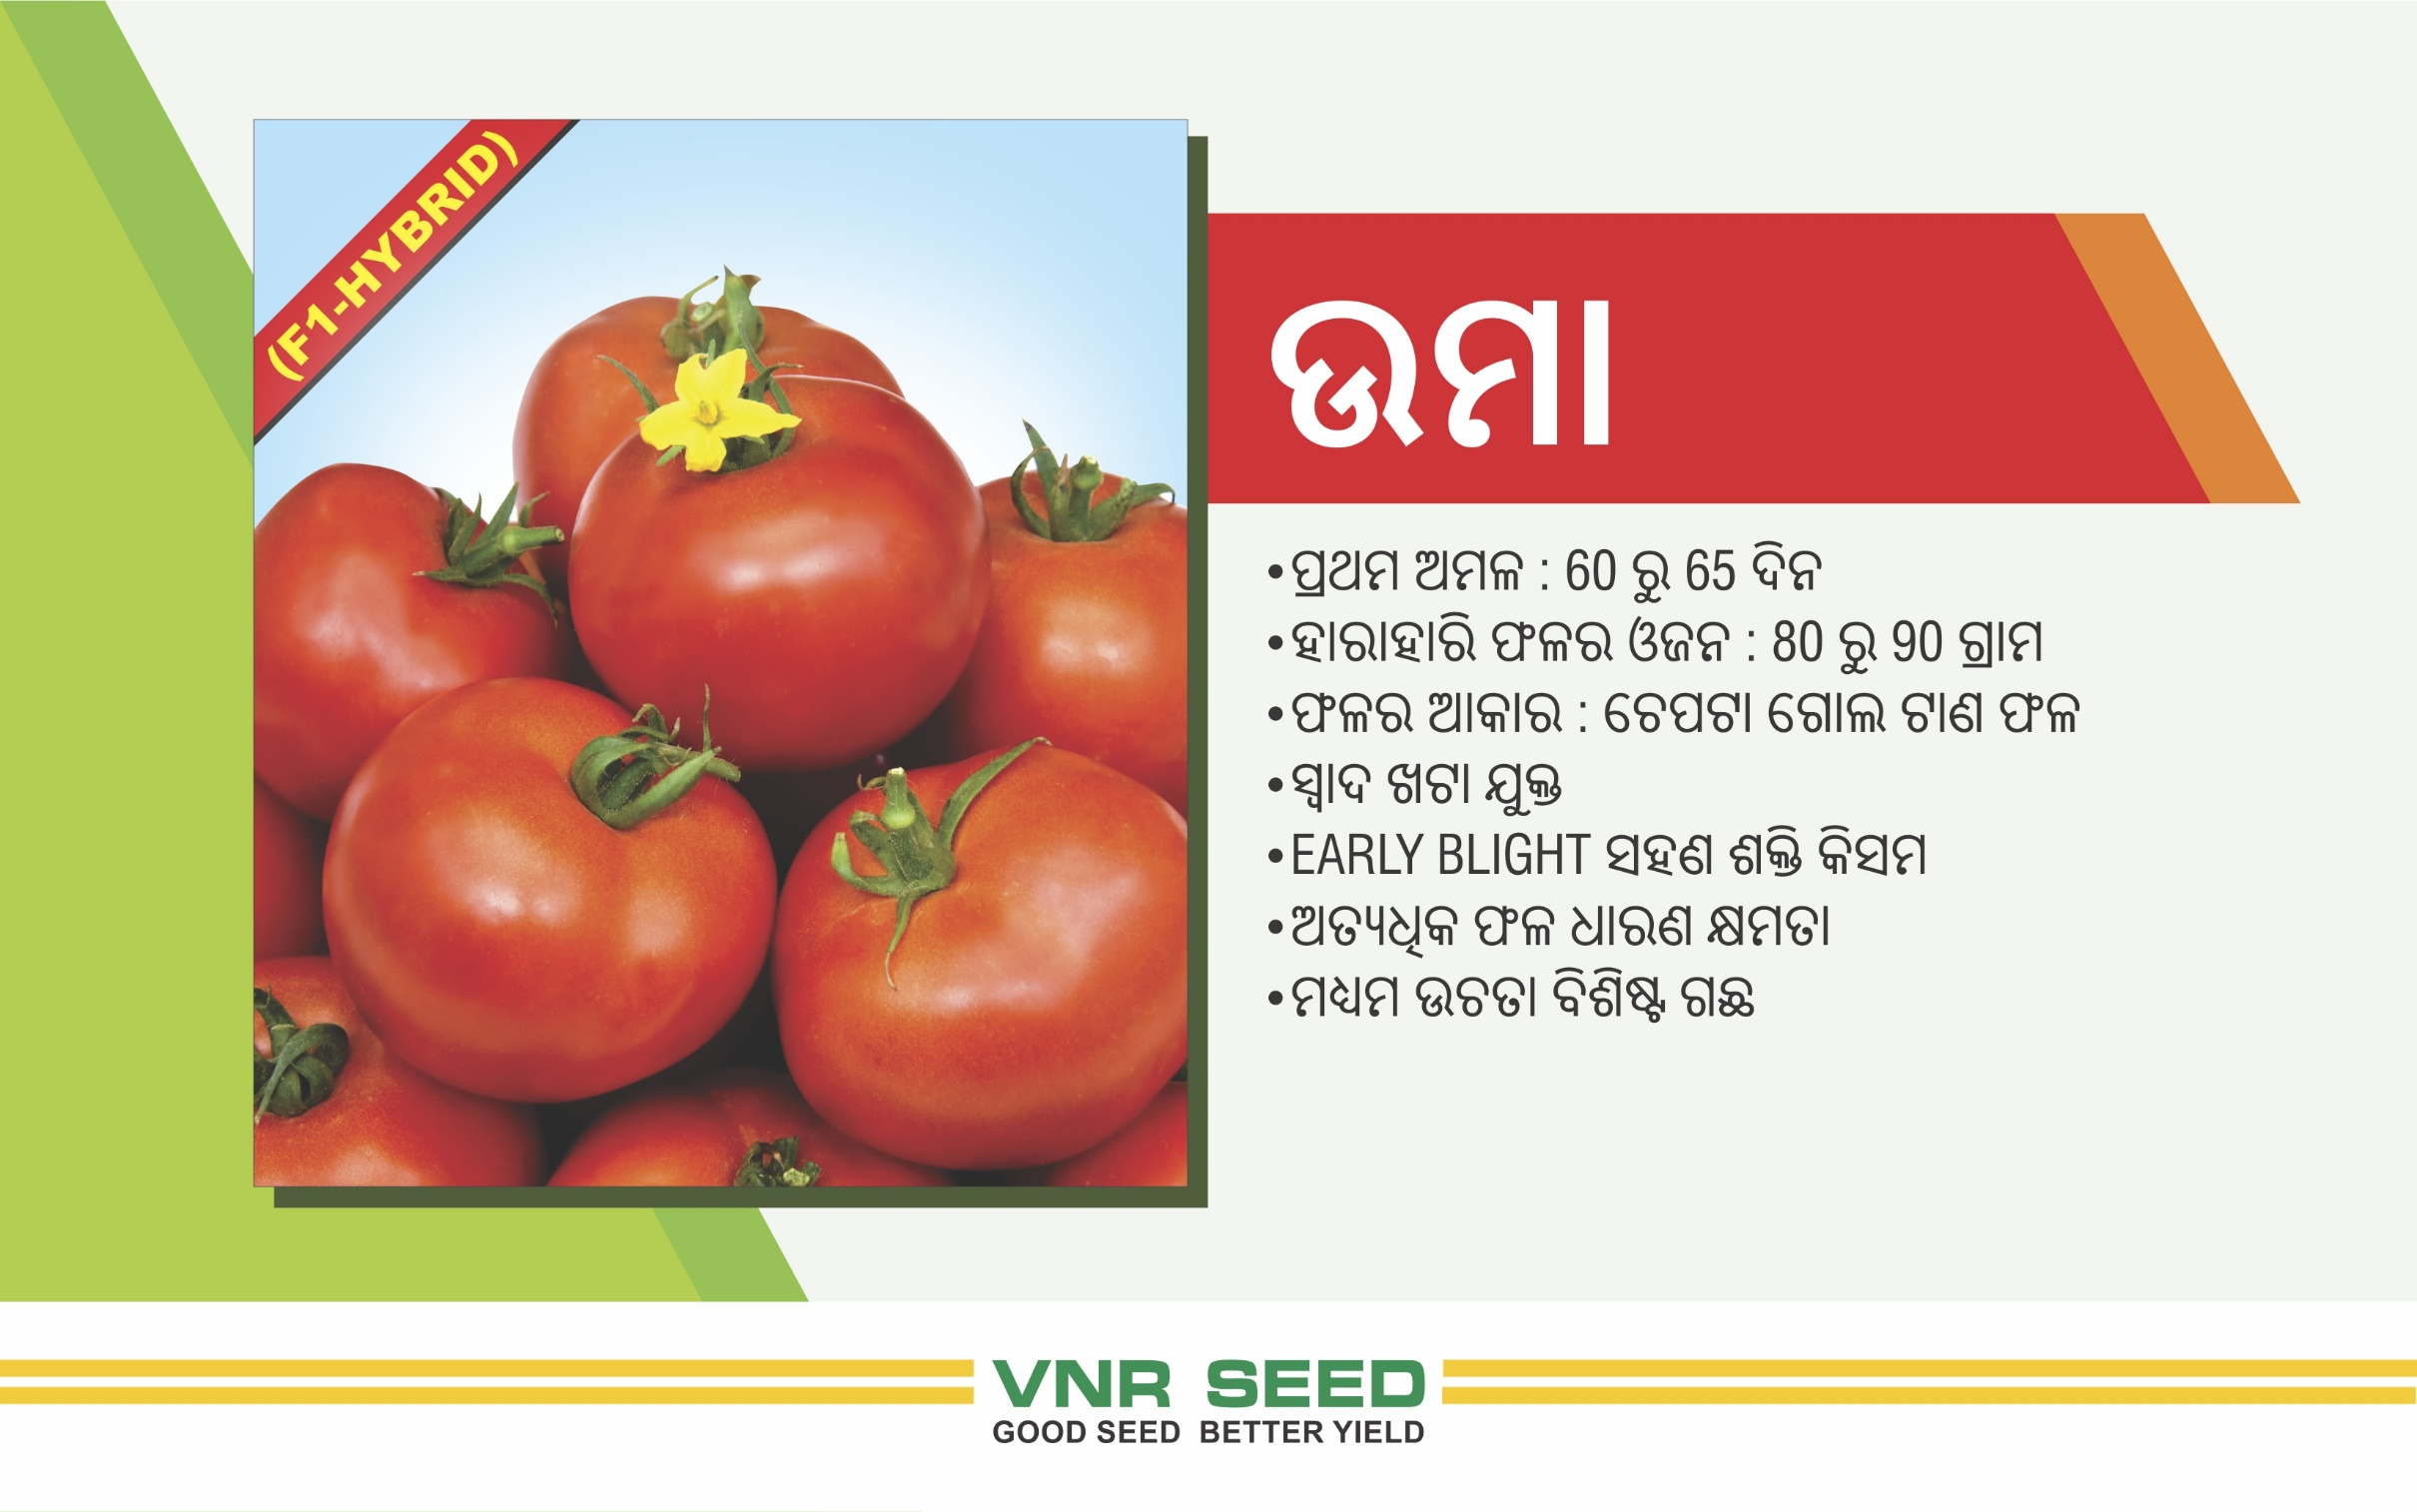 (F1-HYBRID)
ଉମା
•ପ୍ରଥମ ଅମଳ : 60 ରୁ 65 ଦିନ
•ହାରାହାରି ଫଳର ଓଜନ : 80 ରୁ 90 ଗ୍ରାମ
•ଫଳର ଆକାର : ଚେପଟା ଗୋଲ ଟାଣ ଫଳ
•ସ୍ୱାଦ ଖଟା ଯୁକ୍ତ
•EARLY BLIGHT ସହଣ ଶକ୍ତି କିସମ
•ଅତ୍ୟଧିକ ଫଳ ଧାରଣ କ୍ଷମତା
•ମଧ୍ୟମ ଉଚତା ବିଶିଷ୍ଟ ଗଛ
VNR SEED
GOOD SEED BETTER YIELD